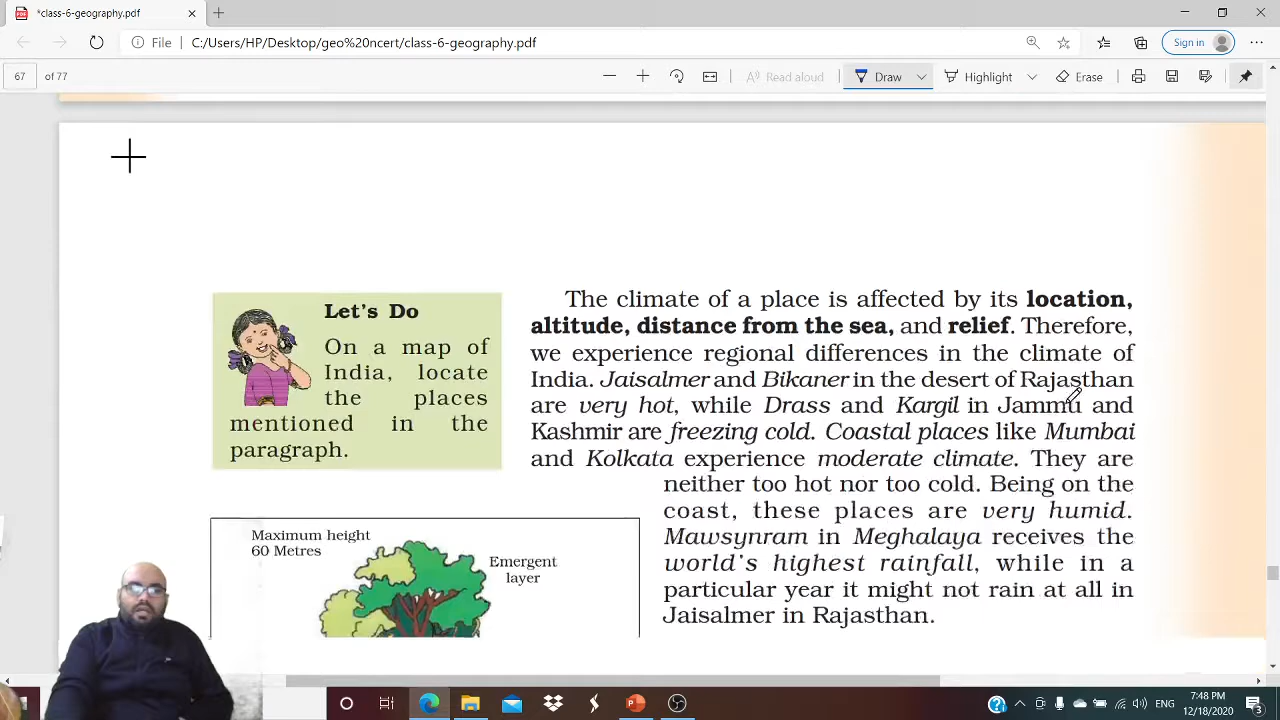 *class-6-geography.pdf
File
C:/Users/HP/Desktop/geo%20ncert/class-6-geography.pdf
Sign in
67 of 77
Read aloud
Draw
Highlight
Erase
Let's Do
On a map of
India, locate
the places
mentioned in the
paragraph.
The climate of a place is affected by its location,
altitude, distance from the sea, and relief. Therefore,
we experience regional differences in the climate of
India. Jaisalmer and Bikaner in the desert of Rajasthan
are very hot, while Drass and Kargil in Jammu and
Kashmir are freezing cold. Coastal places like Mumbai
and Kolkata experience moderate climate. They are
neither too hot nor too cold. Being on the
coast, these places are very humid.
Mawsynram in Meghalaya receives the
world's highest rainfall, while in a
particular year it might not rain at all in
Jaisalmer in Rajasthan.
Maximum height
60 Metres
Emergent
layer
ENG
7:48 PM
12/18/2020
3